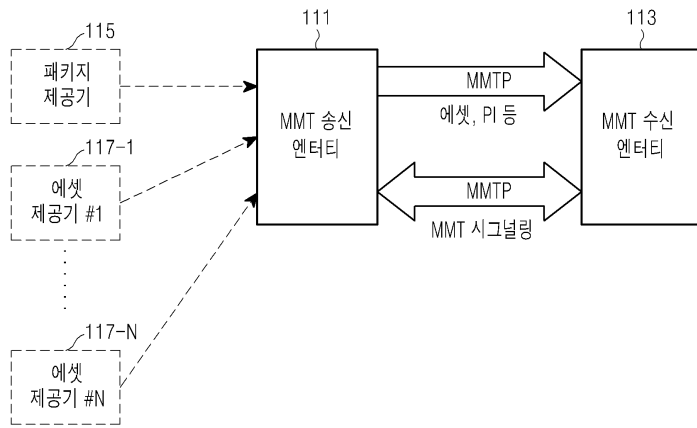 115
패키지
제공기
117-1
에셋
제공기 #1
117-N
에셋
제공기 #N
111
MMT 송신
엔터티
MMTP
에셋, PI 등
MMTP
MMT 시그널링
113
MMT 수신
엔터티